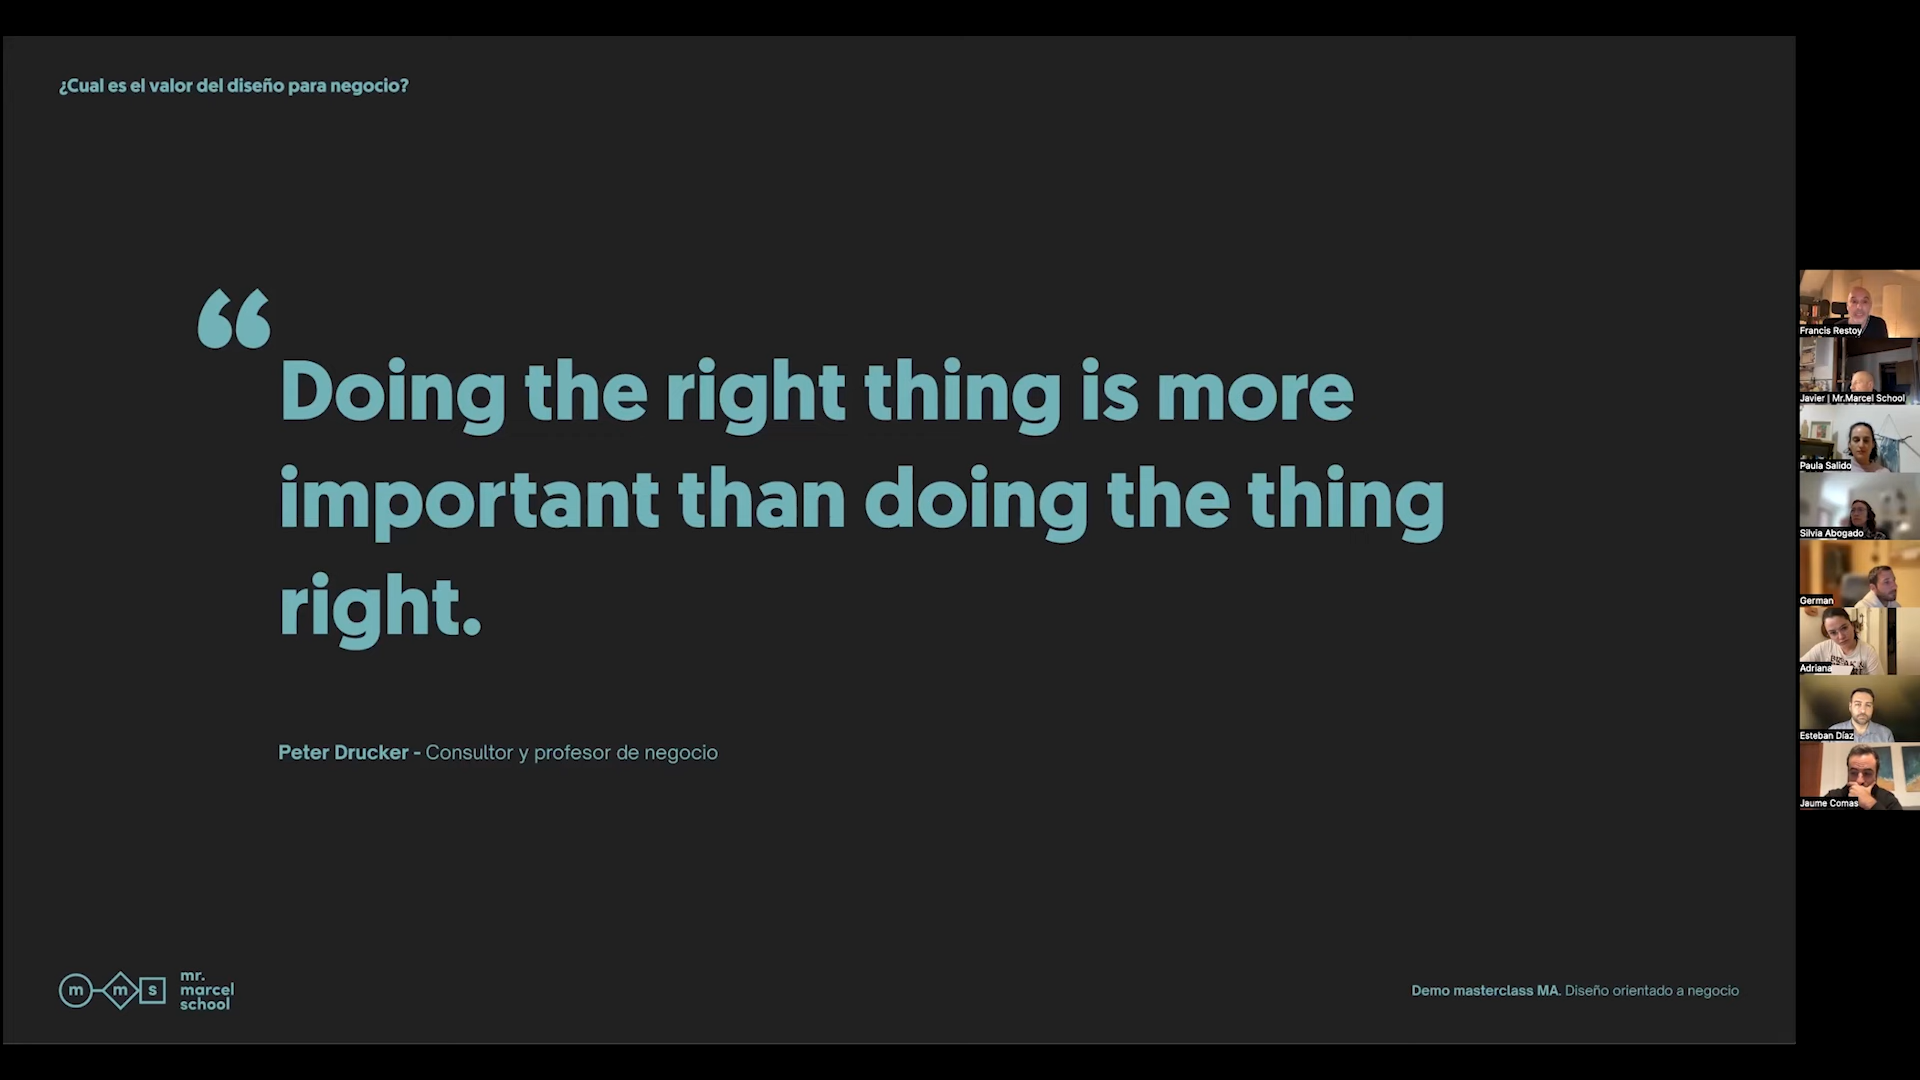 ¿Cual es el valor del diseño para negocio?
“
Doing the right thing is more
important than doing the thing
right.
Peter Drucker - Consultor y profesor de negocio
m m s
mr.
marcel
school
Demo masterclass MA. Diseño orientado a negocio
Francis Restoy
Javier | Mr.Marcel School
Paula Salido
Silvia Abogado
German
Adriana
Esteban Díaz
Jaume Comas